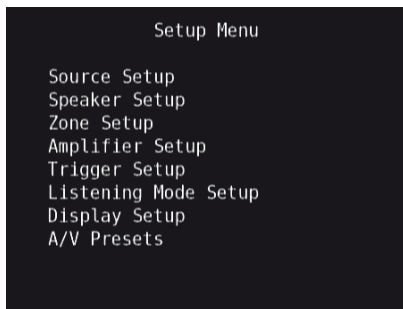 Setup Menu
Source Setup
Speaker Setup
Zone Setup
Amplifier Setup
Trigger Setup
Listening Mode Setup
Display Setup
A/V Presets